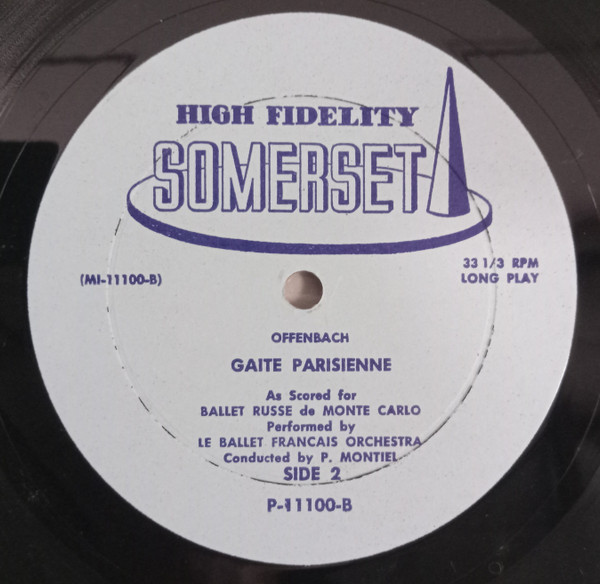 HIGH FIDELITY
SOMERSET
(MI-11100-B)
33 1/3 RPM
LONG PLAY
OFFENBACH
GAITE PARISIENNE
As Scored for
BALLET RUSSE de MONTE CARLO
Performed by
LE BALLET FRANCAIS ORCHESTRA
Conducted by P. MONTIEL
SIDE 2
P-11100-B